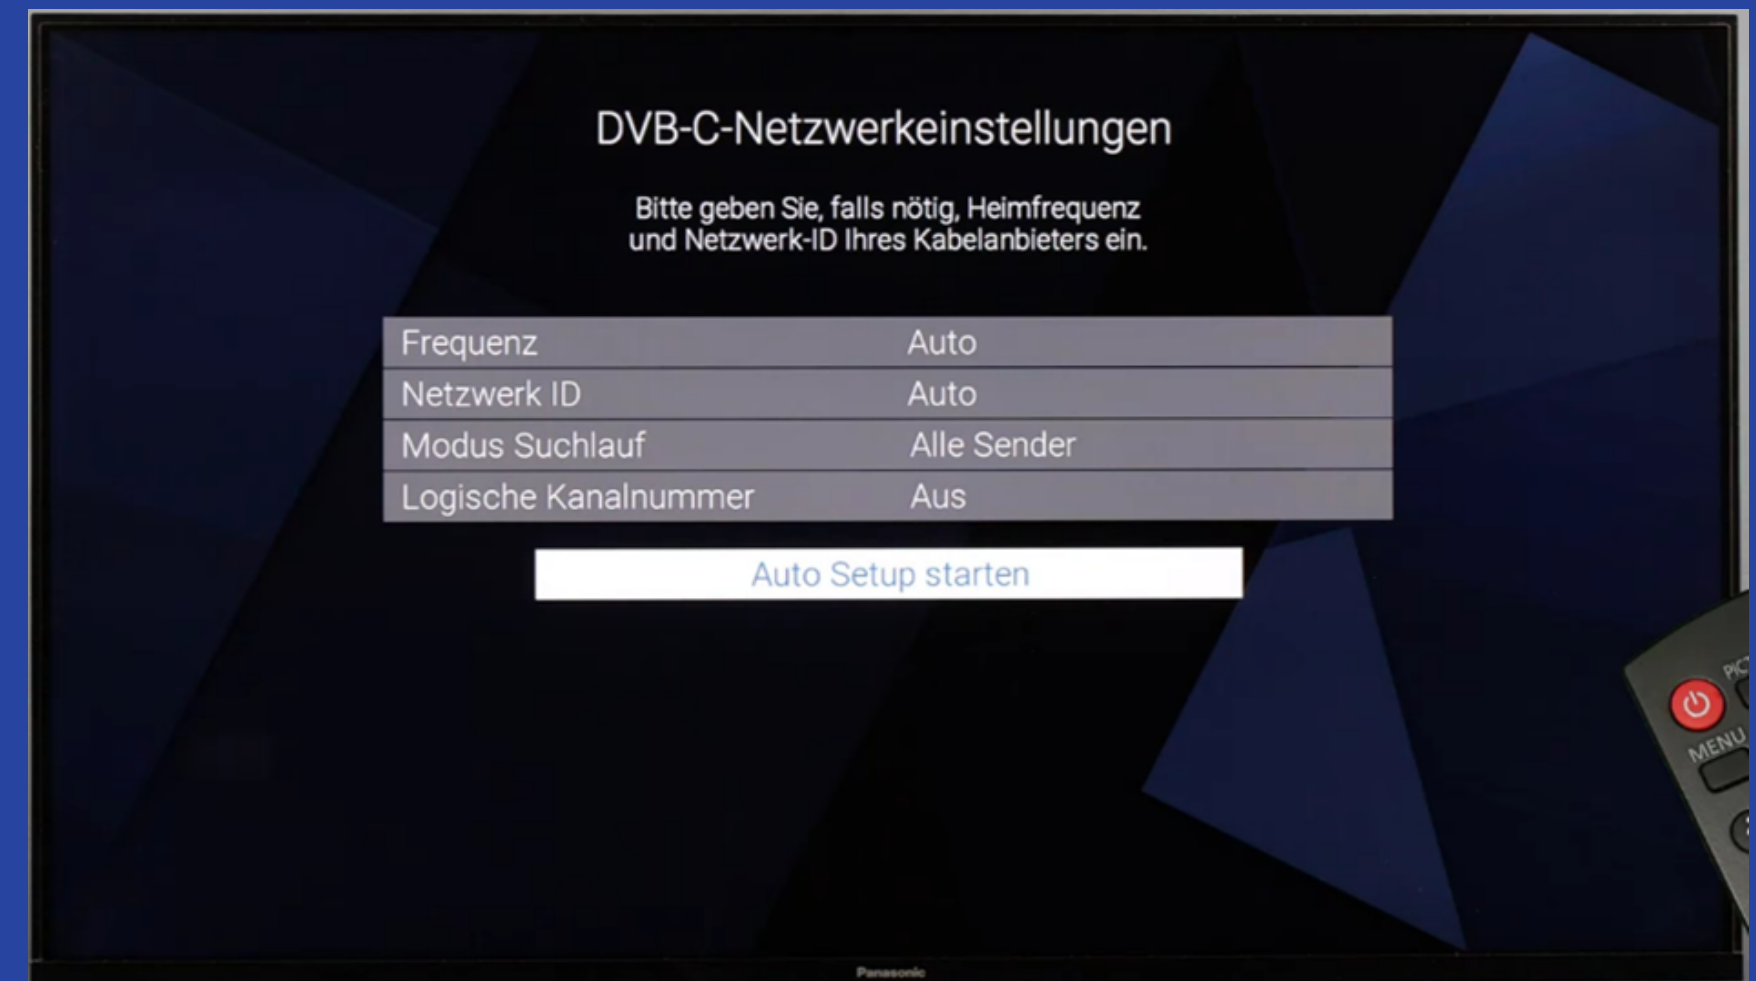 DVB-C-Netzwerkeinstellungen
Bitte geben Sie, falls nötig, Heimfrequenz
und Netzwerk-ID Ihres Kabelanbieters ein.
Frequenz Auto
Netzwerk ID Auto
Modus Suchlauf Alle Sender
Logische Kanalnummer Aus
Auto Setup starten
MENU
Panasonic